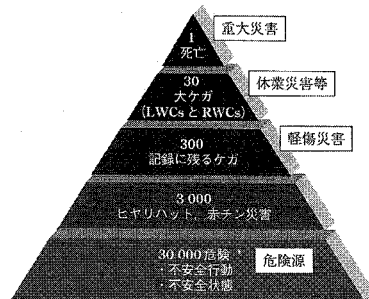 1
死亡
重大災害
30
大ケガ
(LWCsとRWCs)
休業災害等
300
記録に残るケガ
軽傷災害
3 000
ヒヤリハット，赤チン災害
30 000危険
・不安全行動
・不安全状態
危険源